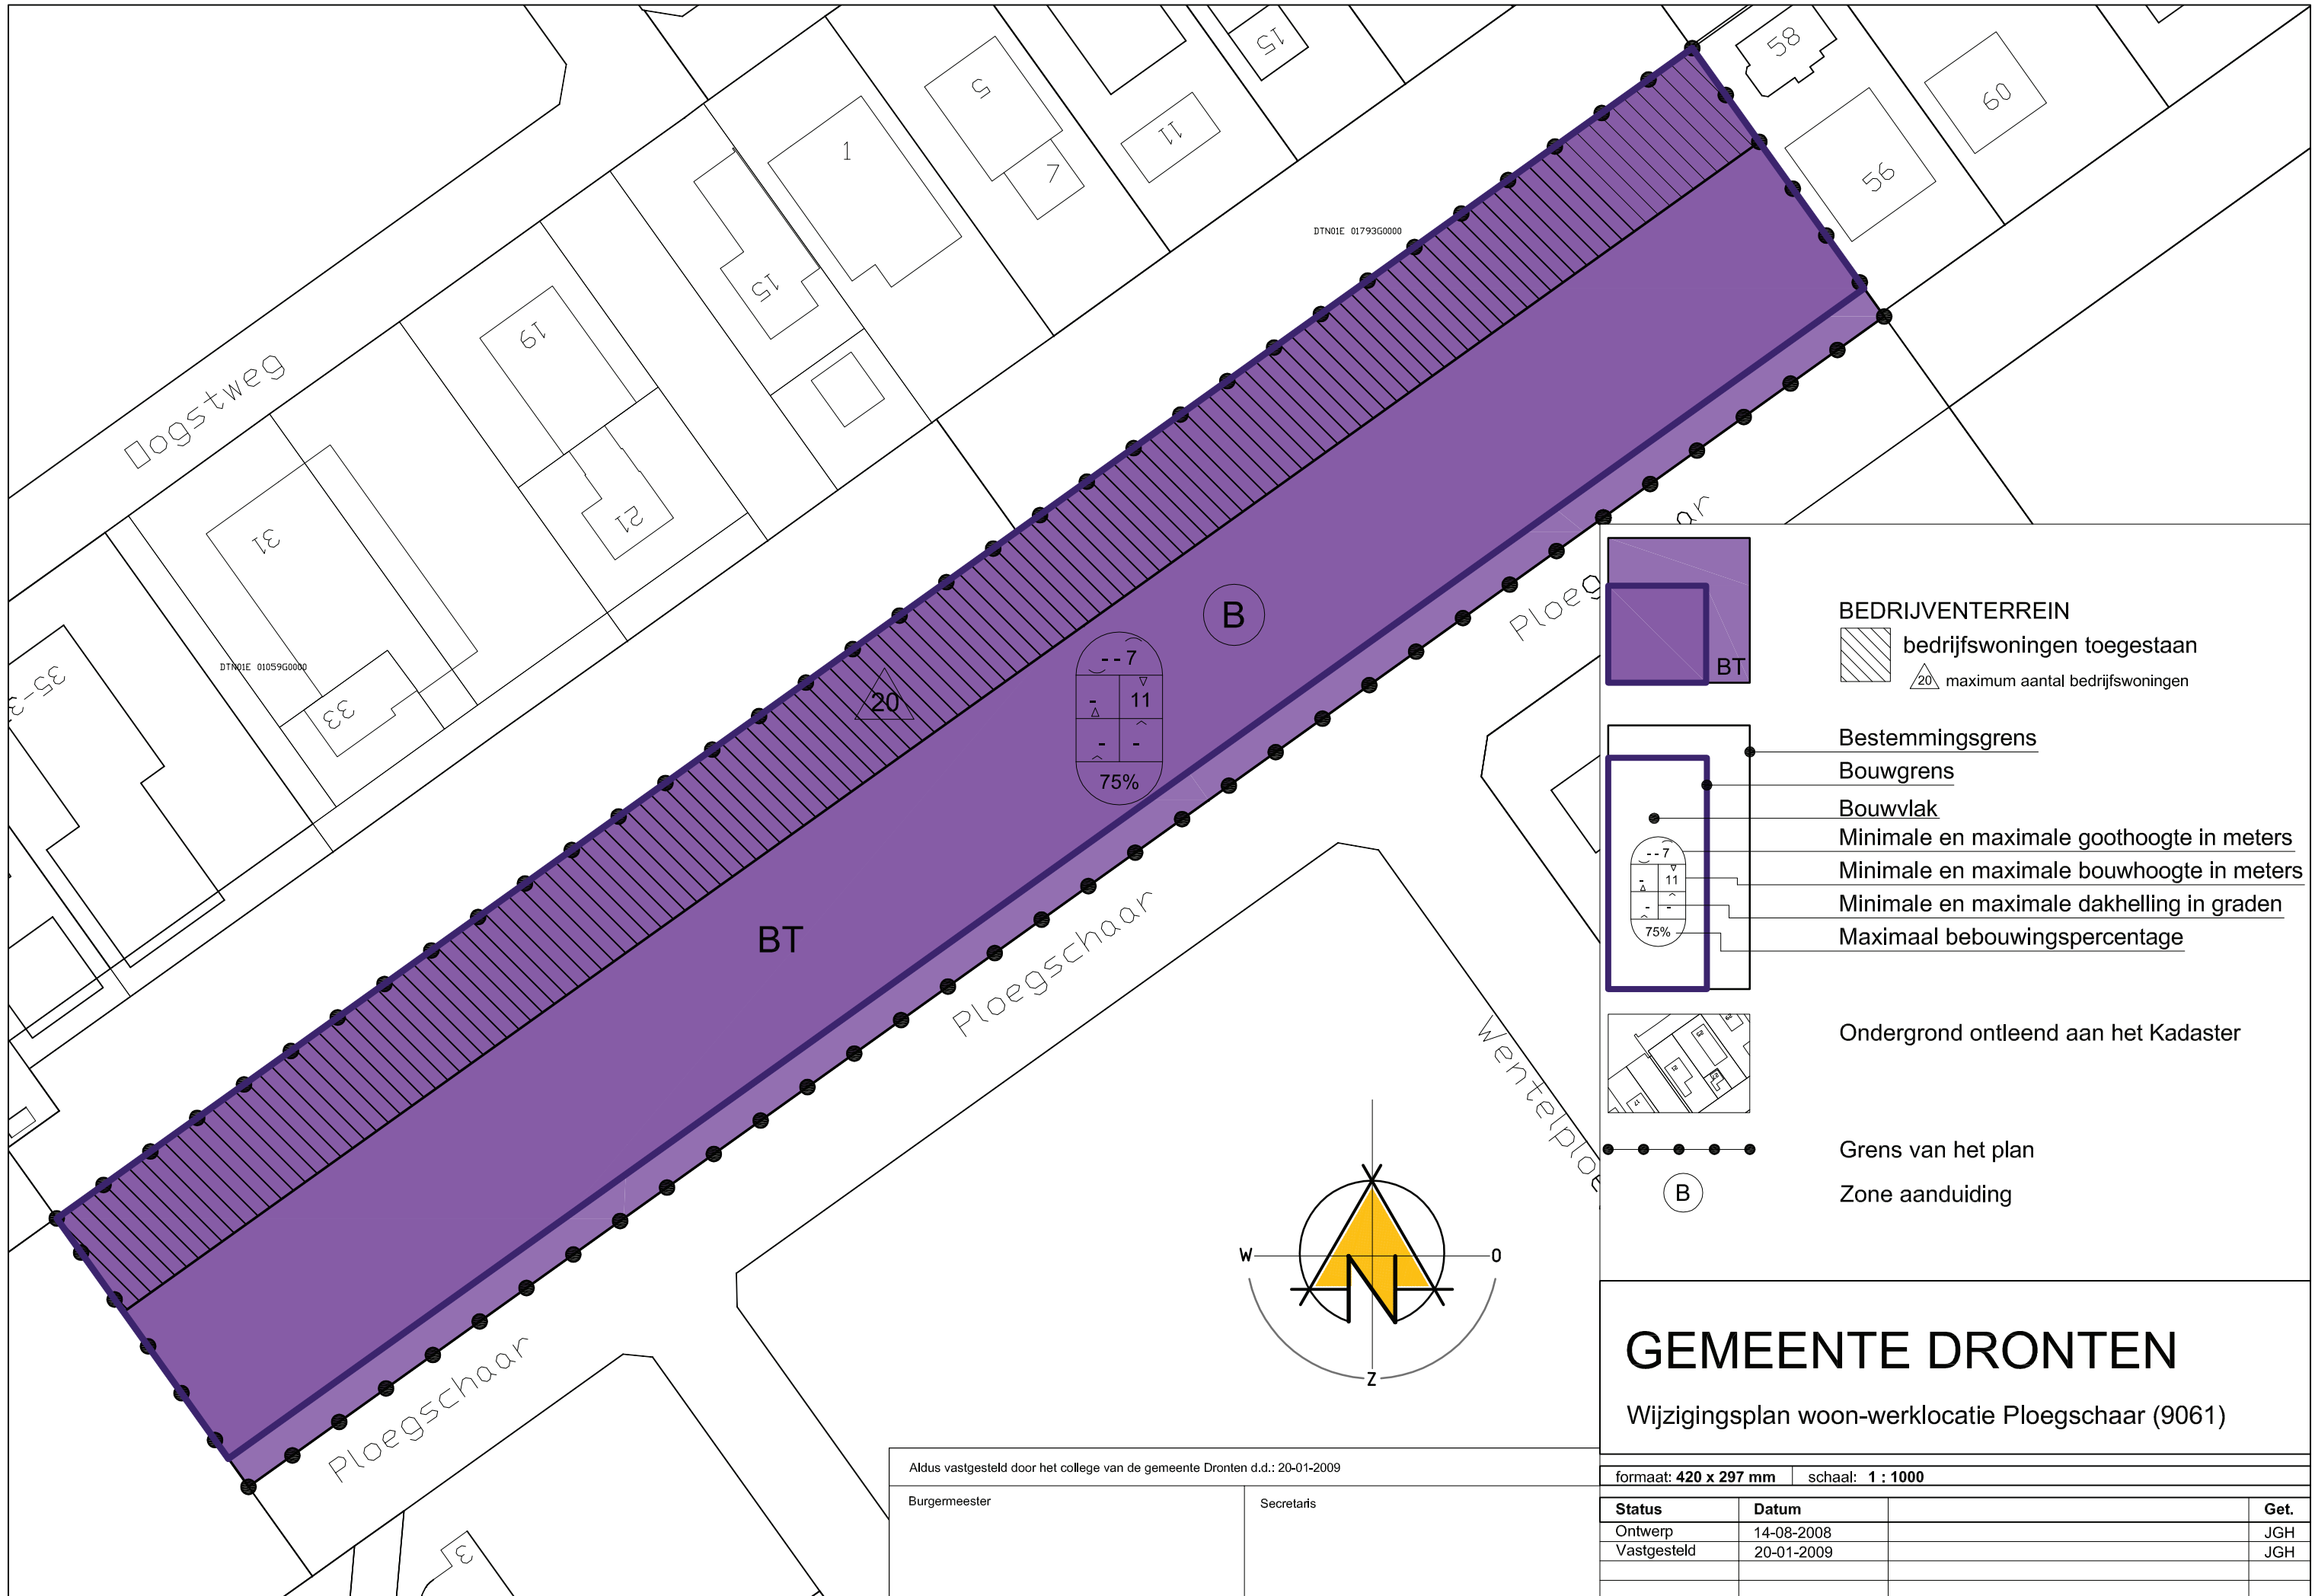 58
15
60
5
1
11
7
56
15
DTN01E 01793G0000
19
Oogstweg
21
31
DTN01E 01059G0000
33
B
20
--7
- 11
- -
75%
BT
Ploegschaar
Ploegschaar
Wentelploe
3
W O
N
Z
BT
BEDRIJVENTERREIN
bedrijfswoningen toegestaan
20 maximum aantal bedrijfswoningen
Bestemmingsgrens
Bouwgrens
Bouwvlak
--7
- 11
- -
75%
Minimale en maximale goothoogte in meters
Minimale en maximale bouwhoogte in meters
Minimale en maximale dakhelling in graden
Maximaal bebouwingspercentage
Ondergrond ontleend aan het Kadaster
Grens van het plan
B Zone aanduiding
GEMEENTE DRONTEN
Wijzigingsplan woon-werklocatie Ploegschaar (9061)
formaat: 420 x 297 mm schaal: 1 : 1000
Status Datum Get.
Ontwerp 14-08-2008 JGH
Vastgesteld 20-01-2009 JGH
Aldus vastgesteld door het college van de gemeente Dronten d.d.: 20-01-2009
Burgermeester Secretaris